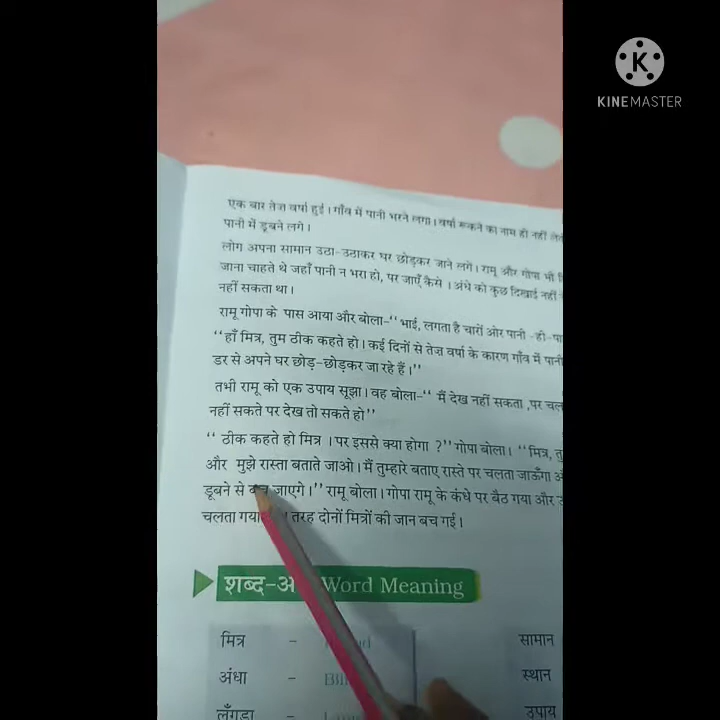 KINEMASTER
एक बार तेज़ वर्षा हुई। गाँव में पानी भरने लगा। वर्षा रूकने का नाम ही नहीं
पानी में डूबने लगे।
लोग अपना सामान उठा-उठाकर घर छोड़कर जाने लगे। रामू और गोपा भी
जाना चाहते थे जहाँ पानी न भरा हो, पर जाएँ कैसे। अंधे को कुछ दिखाई नहीं
नहीं सकता था।
रामू गोपा के पास आया और बोला-‘‘ भाई, लगता है चारों ओर पानी -ही-
‘‘हाँ मित्र, तुम ठीक कहते हो। कई दिनों से तेज़ वर्षा के कारण गाँव में पानी
डर से अपने घर छोड़-छोड़कर जा रहे हैं।’’
तभी रामू को एक उपाय सूझा। वह बोला-‘‘ मैं देख नहीं सकता ,पर
नहीं सकते पर देख तो सकते हो’’
‘‘ ठीक कहते हो मित्र । पर इससे क्या होगा ?’’ गोपा बोला। ‘‘मित्र,
और मुझे रास्ता बताते जाओ। मैं तुम्हारे बताए रास्ते पर चलता जाऊँगा
डूबने से जाएगे।’’ रामू बोला। गोपा रामू के कंधे पर बैठ गया और
चलता गया तरह दोनों मित्रों की जान बच गई।
शब्द- Word Meaning
मित्र - सामान
अंधा - स्थान
लँगड़ा - उपाय